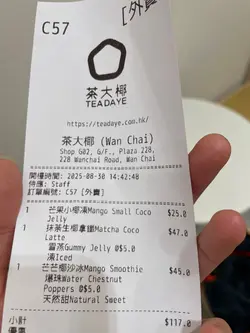 [外賣
C57
茶大椰
TEADAYE
https://teadaye.com.hk/
茶大椰 (Wan Chai)
Shop G02, G/F., Plaza 228,
228 Wanchai Road, Wan Chai
開檯時間: 2025-08-30 14:42:40
侍應: Staff
訂單編號: C57 [外賣]
1 芒果小椰凍Mango Small Coco $25.0
Jelly
1 抹茶生椰拿鐵Matcha Coco $47.0
Latte
雪燕Gummy Jelly D$5.0
凍Iced
1 芒芒椰沙冰Mango Smoothie $45.0
爆珠Water Chestnut
Poppers D$5.0
天然甜Natural Sweet
小計 $117.0